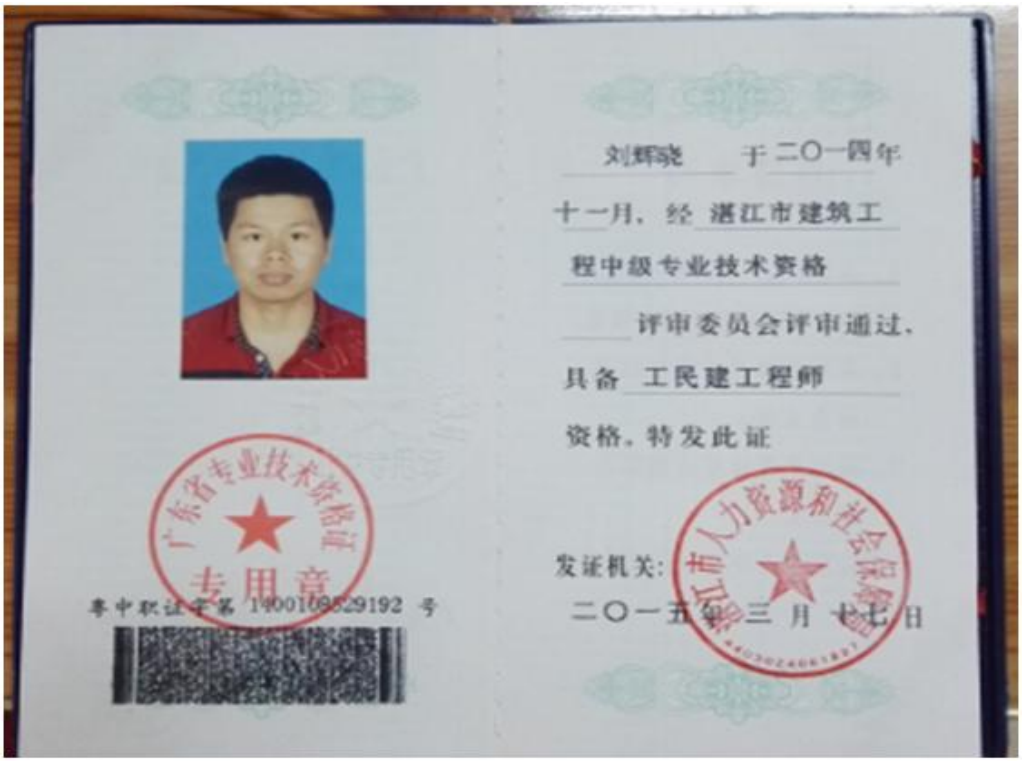 广东省专业技术资格证
专用章
粤中职证字第 1400109529192 号
刘辉晓 于二〇一四年
十一月，经 湛江市建筑工
程中级专业技术资格
评审委员会评审通过，
具备 工民建工程师
资格。特发此证
湛江市人力资源和社会保障局
发证机关：
二〇一五年三月十七日